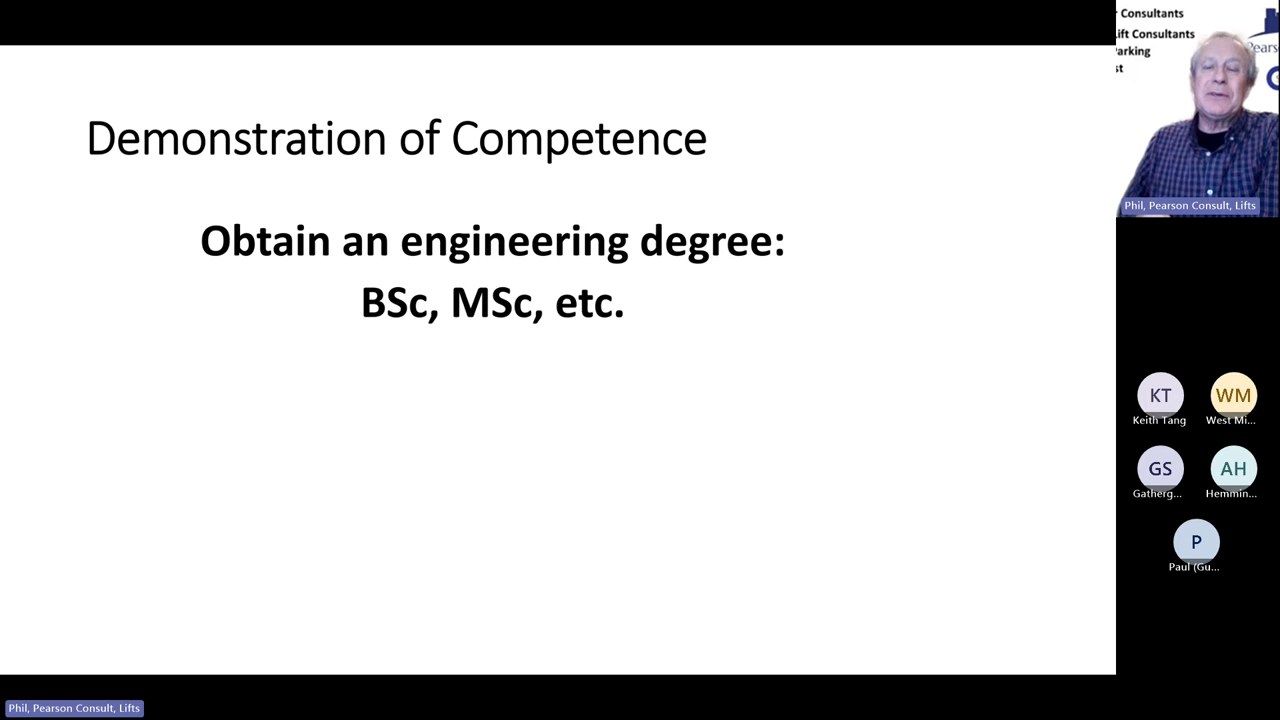 Demonstration of Competence
Obtain an engineering degree:
BSc, MSc, etc.
Consultants
Lift Consultants
Parking
Phil, Pearson Consult, Lifts
KT
Keith Tang
WM
West Mi...
GS
Gatherg...
AH
Hemmin...
P
Paul (Gu...
Phil, Pearson Consult, Lifts